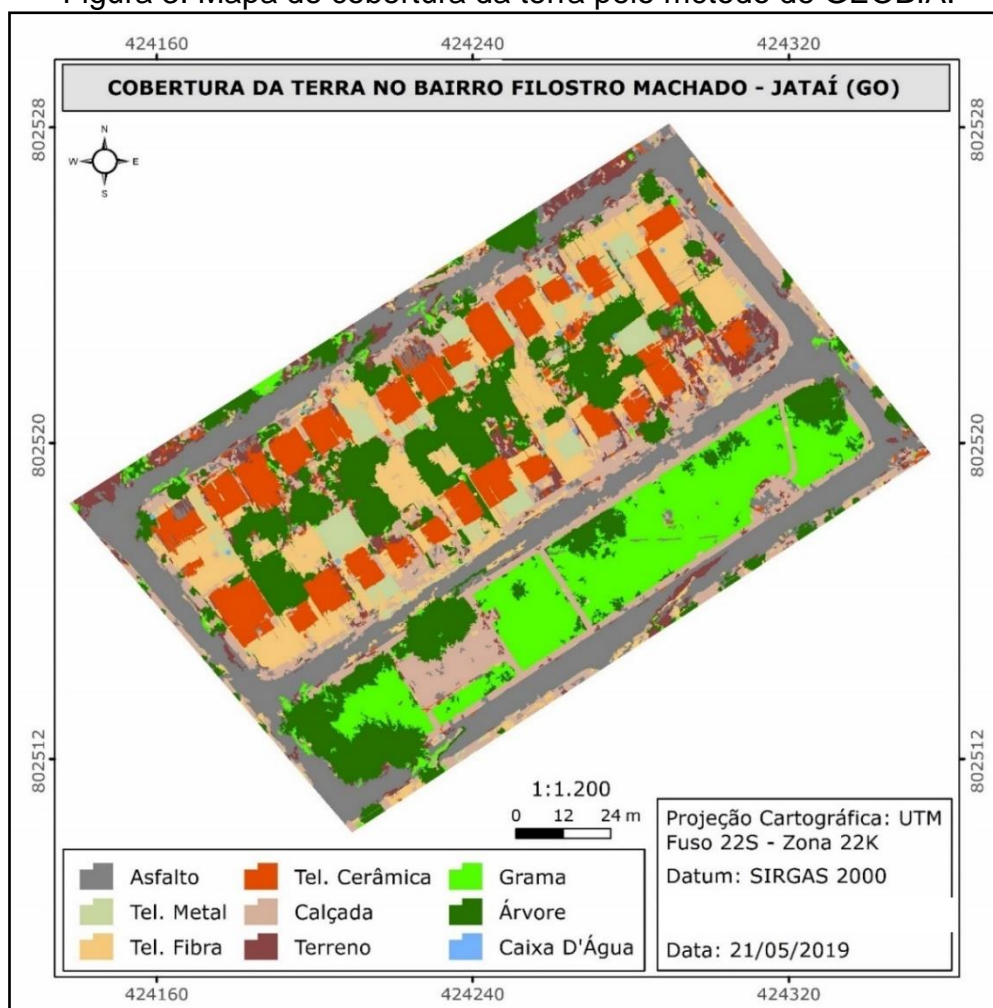 Figura 8. Mapa de cobertura da terra pelo método de GEOBIA.
424160 424240 424320
COBERTURA DA TERRA NO BAIRRO FILOSTRO MACHADO - JATAÍ (GO)
802528 802528
N
W E
S
802520 802520
802512 802512
1:1.200
0 12 24 m
Projeção Cartográfica: UTM
Fuso 22S - Zona 22K
Datum: SIRGAS 2000
Data: 21/05/2019
Asfalto Tel. Cerâmica Grama
Tel. Metal Calçada Árvore
Tel. Fibra Terreno Caixa D'Água
424160 424240 424320